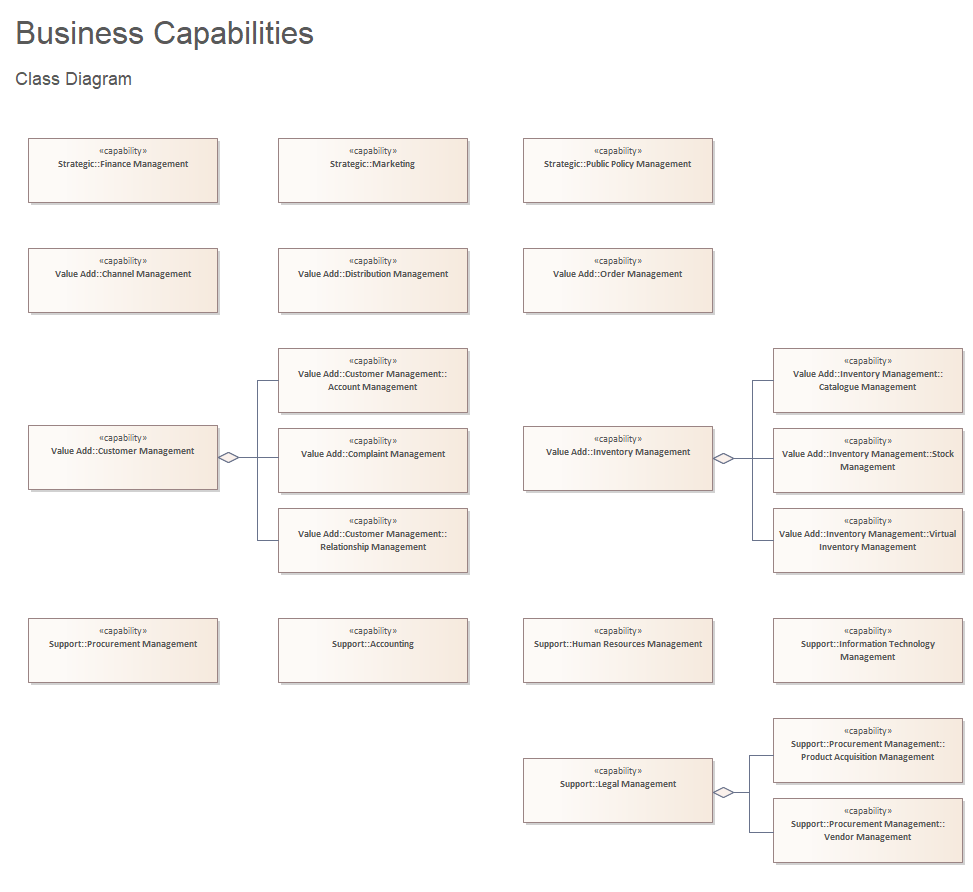 Business Capabilities
Class Diagram
«capability»
Strategic::Finance Management
«capability»
Strategic::Marketing
«capability»
Strategic::Public Policy Management
«capability»
Value Add::Channel Management
«capability»
Value Add::Distribution Management
«capability»
Value Add::Order Management
«capability»
Value Add::Customer Management
«capability»
Value Add::Customer Management::
Account Management
«capability»
Value Add::Complaint Management
«capability»
Value Add::Customer Management::
Relationship Management
«capability»
Value Add::Inventory Management
«capability»
Value Add::Inventory Management::
Catalogue Management
«capability»
Value Add::Inventory Management::Stock
Management
«capability»
Value Add::Inventory Management::Virtual
Inventory Management
«capability»
Support::Procurement Management
«capability»
Support::Accounting
«capability»
Support::Human Resources Management
«capability»
Support::Information Technology
Management
«capability»
Support::Legal Management
«capability»
Support::Procurement Management::
Product Acquisition Management
«capability»
Support::Procurement Management::
Vendor Management